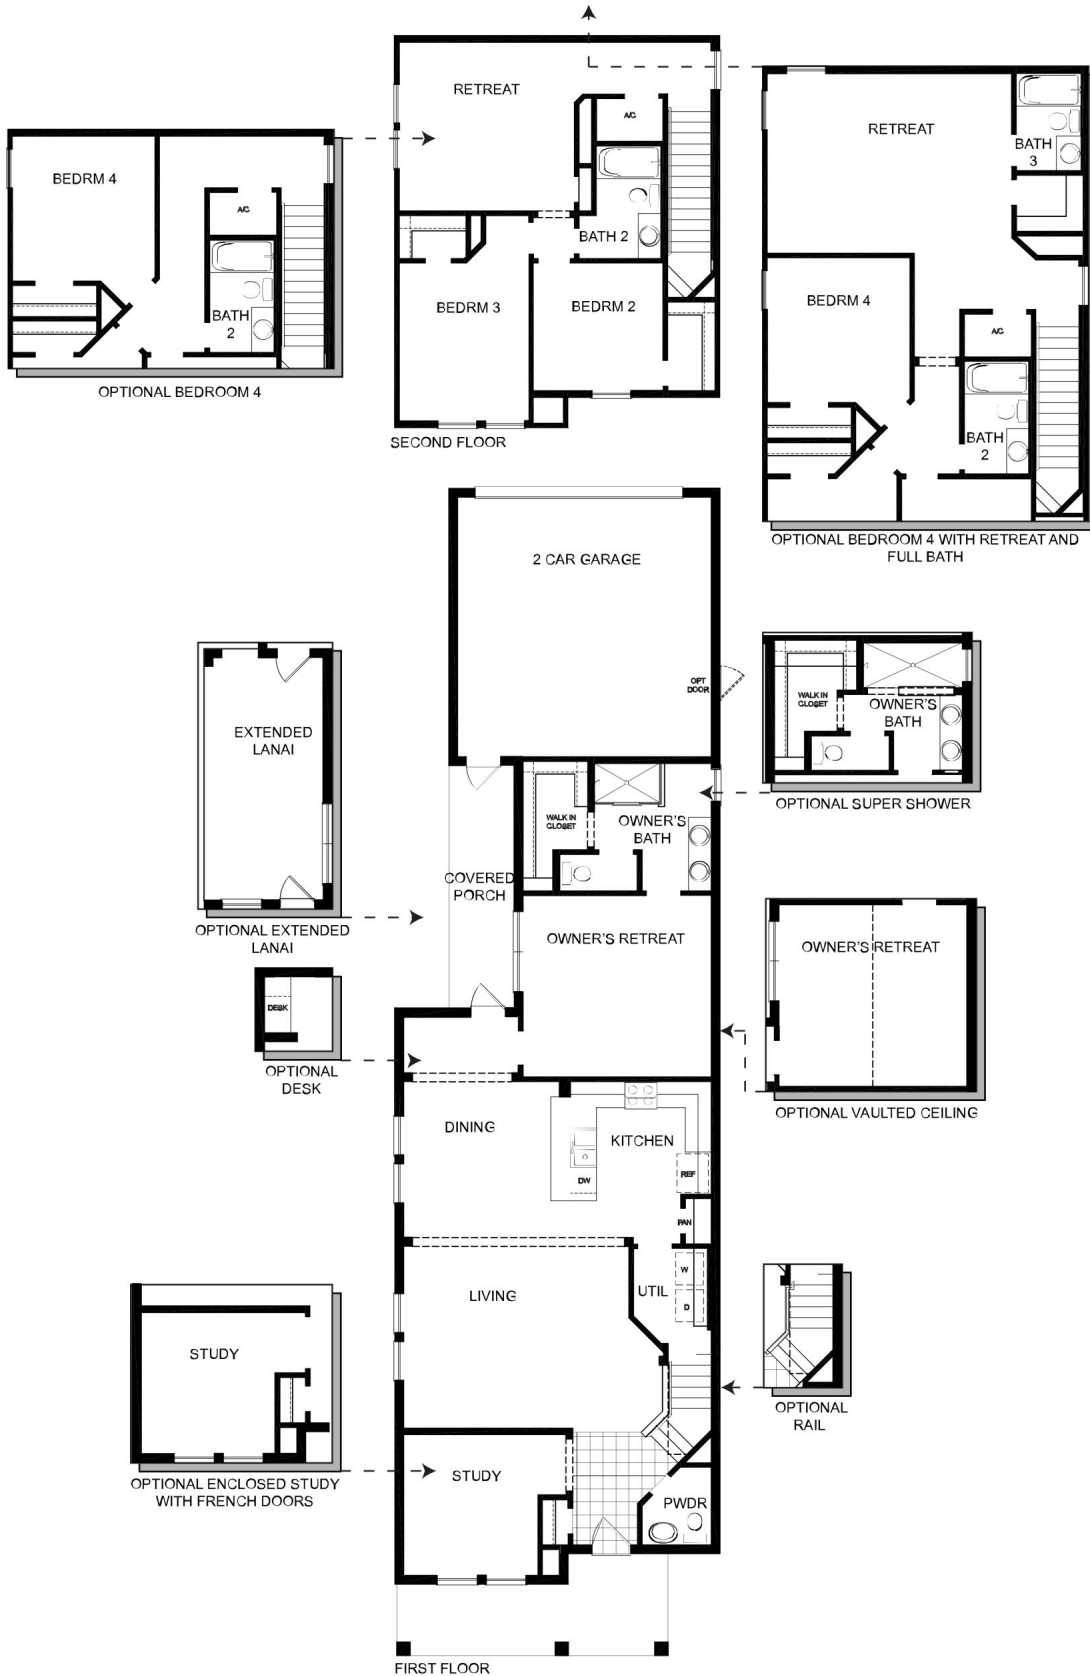 RETREAT
A/C
BATH 2
BEDRM 3
BEDRM 2
SECOND FLOOR
BEDRM 4
A/C
BATH
2
OPTIONAL BEDROOM 4
RETREAT
BATH
3
BEDRM 4
A/C
BATH
2
OPTIONAL BEDROOM 4 WITH RETREAT AND
FULL BATH
2 CAR GARAGE
OPT
DOOR
WALK IN
CLOSET
OWNER'S
BATH
COVERED
PORCH
OWNER'S RETREAT
EXTENDED
LANAI
OPTIONAL EXTENDED
LANAI
WALK IN
CLOSET
OWNER'S
BATH
OPTIONAL SUPER SHOWER
DESK
OPTIONAL
DESK
OWNER'S RETREAT
OPTIONAL VAULTED CEILING
DINING
KITCHEN
DW
REF
PAN
LIVING
UTIL
W
D
STUDY
OPTIONAL ENCLOSED STUDY
WITH FRENCH DOORS
OPTIONAL
RAIL
STUDY
PWDR
FIRST FLOOR